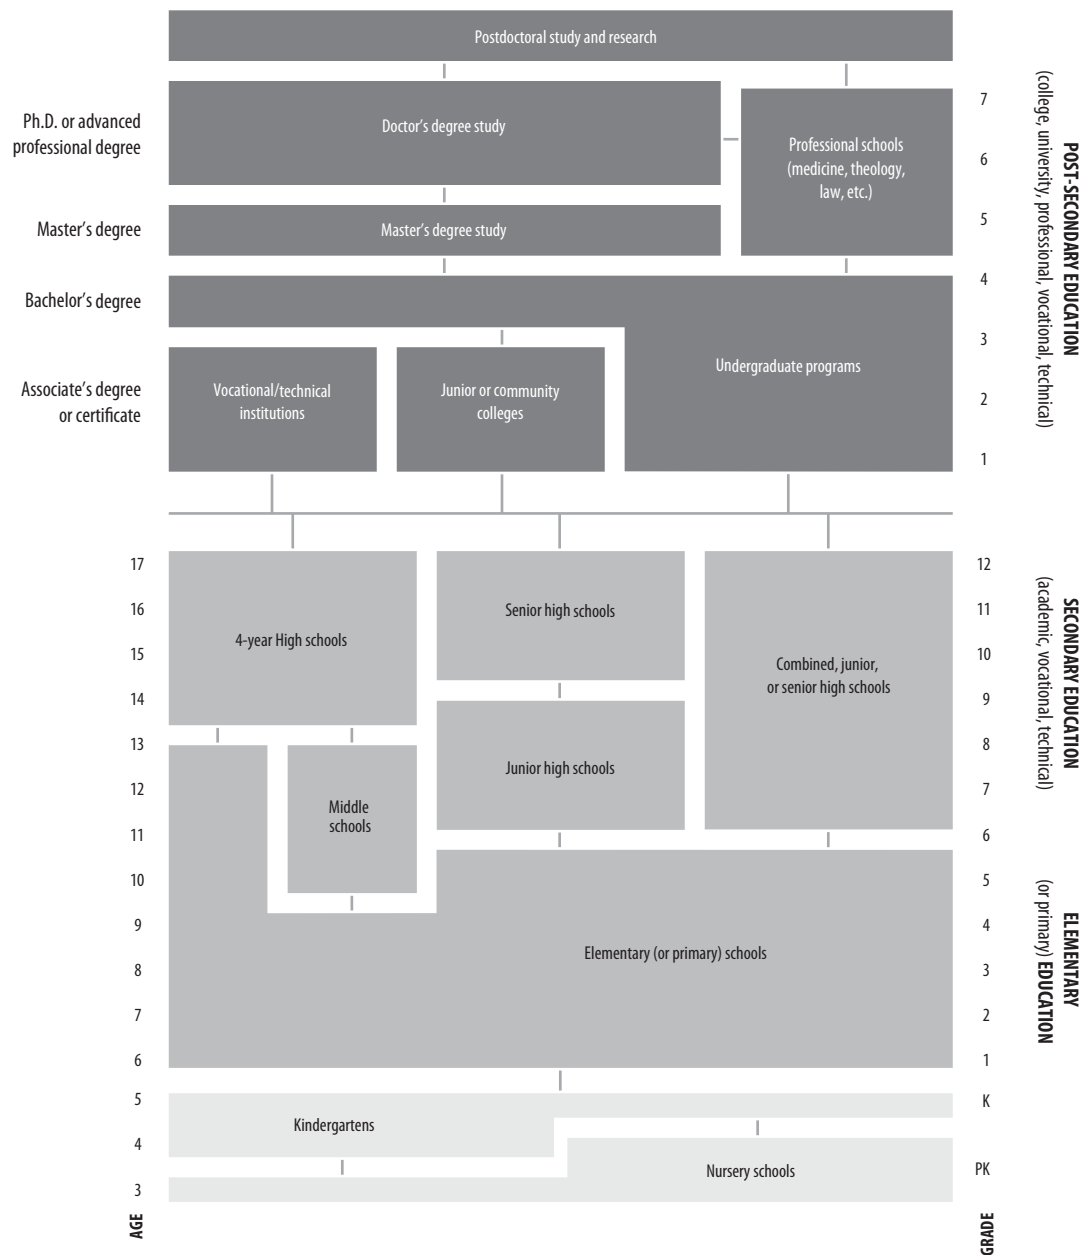 Postdoctoral study and research
Ph.D. or advanced
professional degree
Doctor's degree study
Professional schools
(medicine, theology,
law, etc.)
7
6
Master's degree
Master's degree study
5
Bachelor's degree
4
3
Undergraduate programs
Associate's degree
or certificate
Vocational/technical
institutions
Junior or community
colleges
2
1
POST-SECONDARY EDUCATION
(college, university, professional, vocational, technical)
17
16
15
14
13
12
11
10
9
8
7
6
5
4
3
AGE
4-year High schools
Senior high schools
Combined, junior,
or senior high schools
Junior high schools
Middle
schools
Elementary (or primary) schools
Kindergartens
Nursery schools
12
11
10
9
8
7
6
5
4
3
2
1
K
PK
GRADE
SECONDARY EDUCATION
(academic, vocational, technical)
ELEMENTARY
(or primary) EDUCATION